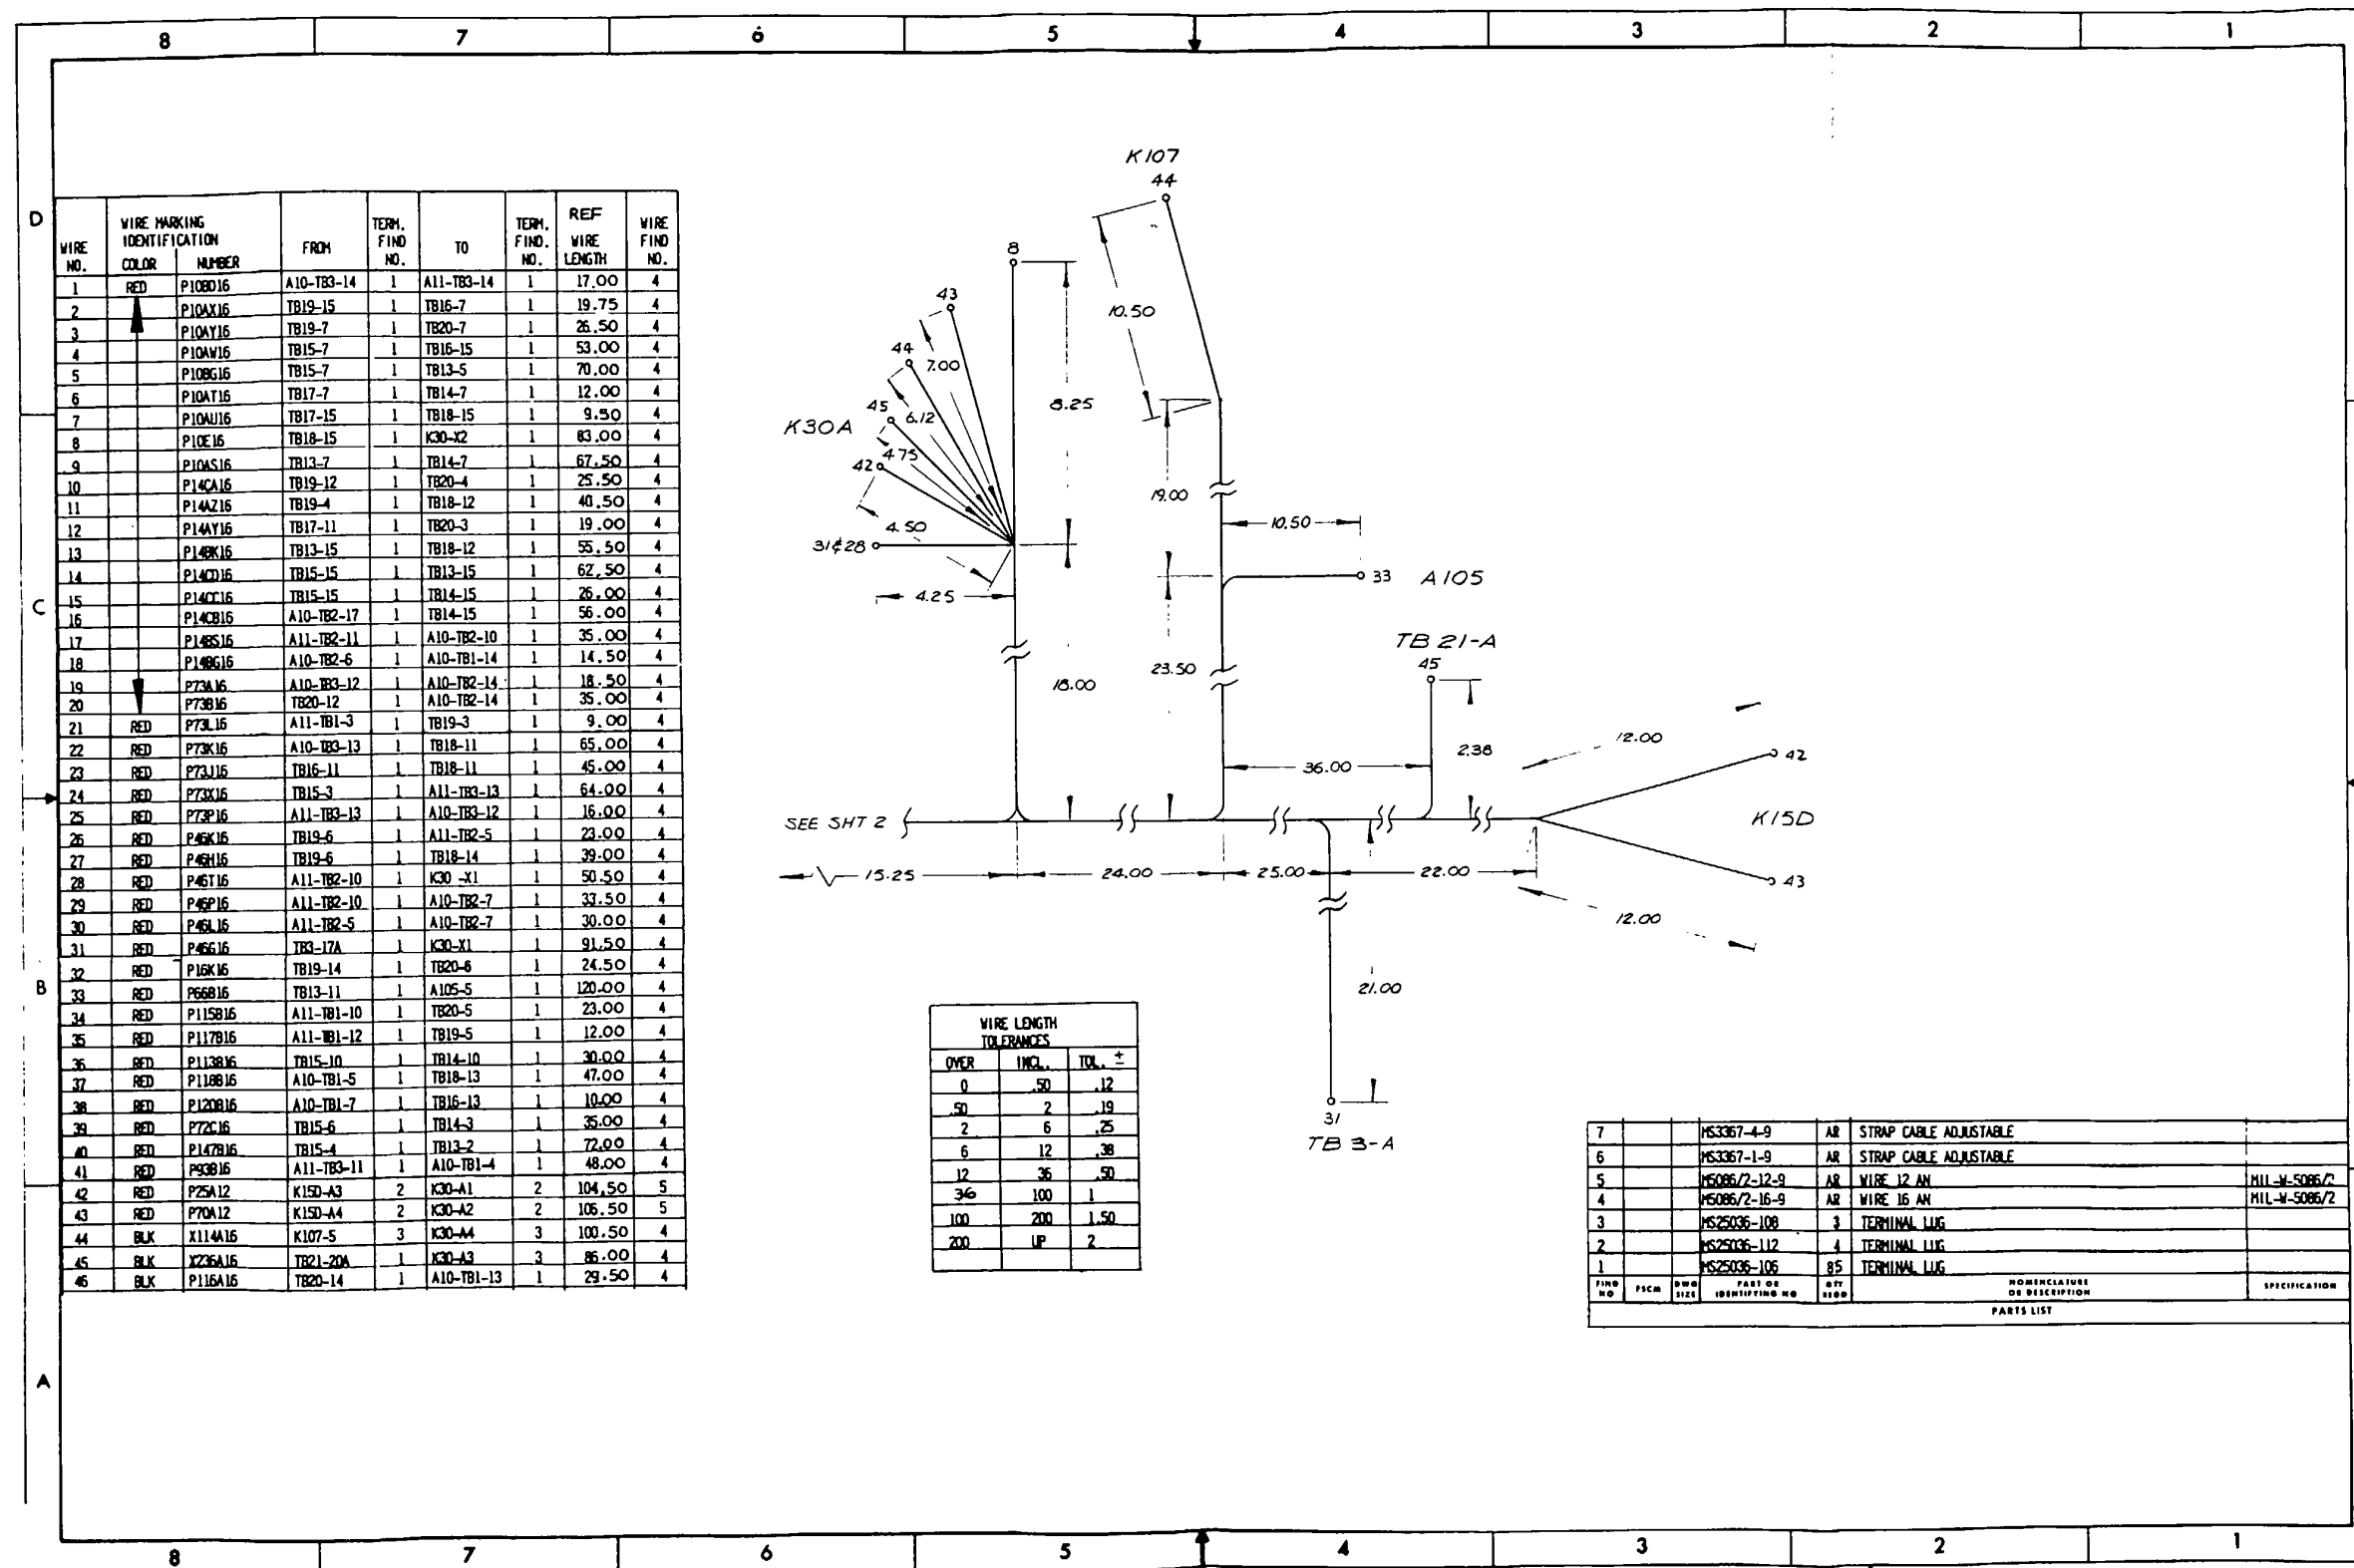 8 7 6 5 4 3 2 1
D
C
B
A
WIRE NO. WIRE MARKING IDENTIFICATION COLOR NUMBER FROM TERM. FIND NO. TO TERM. FIND. NO. REF WIRE LENGTH WIRE FIND NO.
1 RED P10BD16 A10-TB3-14 1 A11-TB3-14 1 17.00 4
2 P10AX16 TB19-15 1 TB16-7 1 19.75 4
3 P10AY16 TB19-7 1 TB20-7 1 26.50 4
4 P10AW16 TB15-7 1 TB16-15 1 53.00 4
5 P10BG16 TB15-7 1 TB13-5 1 70.00 4
6 P10AT16 TB17-7 1 TB14-7 1 12.00 4
7 P10AU16 TB17-15 1 TB18-15 1 9.50 4
8 P10E16 TB18-15 1 K30-X2 1 83.00 4
9 P10AS16 TB13-7 1 TB14-7 1 67.50 4
10 P14CA16 TB19-12 1 TB20-4 1 25.50 4
11 P14AZ16 TB19-4 1 TB18-12 1 40.50 4
12 P14AY16 TB17-11 1 TB20-3 1 19.00 4
13 P14BK16 TB13-15 1 TB18-12 1 55.50 4
14 P14CD16 TB15-15 1 TB13-15 1 62.50 4
15 P14CC16 TB15-15 1 TB14-15 1 26.00 4
16 P14CB16 A10-TB2-17 1 TB14-15 1 56.00 4
17 P14BS16 A11-TB2-11 1 A10-TB2-10 1 35.00 4
18 P14BG16 A10-TB2-6 1 A10-TB1-14 1 14.50 4
19 P73A16 A10-TB3-12 1 A10-TB2-14 1 18.50 4
20 P73B16 TB20-12 1 A10-TB2-14 1 35.00 4
21 RED P73L16 A11-TB1-3 1 TB19-3 1 9.00 4
22 RED P73K16 A10-TB3-13 1 TB18-11 1 65.00 4
23 RED P73J16 TB16-11 1 TB18-11 1 45.00 4
24 RED P73X16 TB15-3 1 A11-TB3-13 1 64.00 4
25 RED P73P16 A11-TB3-13 1 A10-TB3-12 1 16.00 4
26 RED P46K16 TB19-6 1 A11-TB2-5 1 23.00 4
27 RED P46H16 TB19-6 1 TB18-14 1 39.00 4
28 RED P46T16 A11-TB2-10 1 K30 -X1 1 50.50 4
29 RED P46P16 A11-TB2-10 1 A10-TB2-7 1 33.50 4
30 RED P46L16 A11-TB2-5 1 A10-TB2-7 1 30.00 4
31 RED P46G16 TB3-17A 1 K30-X1 1 91.50 4
32 RED P16K16 TB19-14 1 TB20-6 1 24.50 4
33 RED P66B16 TB13-11 1 A105-5 1 120.00 4
34 RED P115B16 A11-TB1-10 1 TB20-5 1 23.00 4
35 RED P117B16 A11-TB1-12 1 TB19-5 1 12.00 4
36 RED P113B16 TB15-10 1 TB14-10 1 30.00 4
37 RED P118B16 A10-TB1-5 1 TB18-13 1 47.00 4
38 RED P120B16 A10-TB1-7 1 TB16-13 1 10.00 4
39 RED P72C16 TB15-6 1 TB14-3 1 35.00 4
40 RED P147B16 TB15-4 1 TB13-2 1 72.00 4
41 RED P93B16 A11-TB3-11 1 A10-TB1-4 1 48.00 4
42 RED P25A12 K15D-A3 2 K30-A1 2 104.50 5
43 RED P70A12 K15D-A4 2 K30-A2 2 106.50 5
44 BLK X114A16 K107-5 3 K30-A4 3 100.50 4
45 BLK X236A16 TB21-20A 1 K30-A3 3 86.00 4
46 BLK P116A16 TB20-14 1 A10-TB1-13 1 29.50 4
K107
44
10.50
8
43
44
7.00
45
6.12
K30A
8.25
4.75
42
19.00
4.50
10.50
31¢28
33 A105
4.25
TB 21-A
45
23.50
18.00
2.38
12.00
42
36.00
SEE SHT 2
K15D
15.25 24.00 25.00 22.00
43
12.00
21.00
31
TB 3-A
WIRE LENGTH
TOLERANCES
OVER INCL. TOL. ±
0 .50 .12
.50 2 .19
2 6 .25
6 12 .38
12 36 .50
36 100 1
100 200 1.50
200 UP 2
7 MS3367-4-9 AR STRAP CABLE ADJUSTABLE
6 MS3367-1-9 AR STRAP CABLE ADJUSTABLE
5 M5086/2-12-9 AR WIRE 12 AN MIL-W-5086/2
4 M5086/2-16-9 AR WIRE 16 AN MIL-W-5086/2
3 MS25036-108 3 TERMINAL LUG
2 MS25036-112 4 TERMINAL LUG
1 MS25036-106 85 TERMINAL LUG
FIND NO FSCM DWG SIZE PART OR IDENTIFYING NO QTY REQD NOMENCLATURE OR DESCRIPTION SPECIFICATION
PARTS LIST
8 7 6 5 4 3 2 1